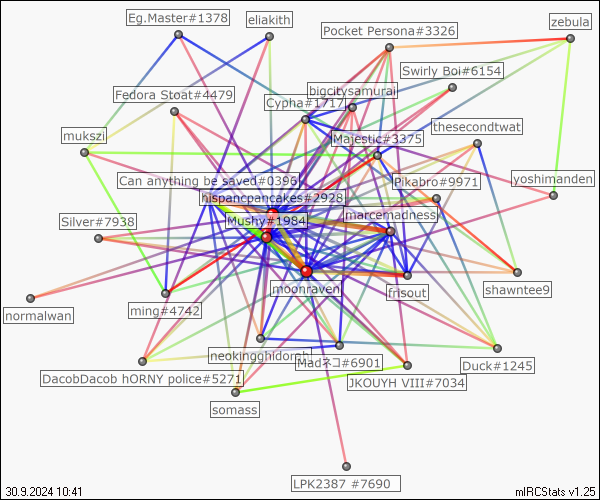 Eg.Master#1378
eliakith
zebula
Pocket Persona#3326
Swirly Boi#6154
bigcitysamurai
Fedora Stoat#4479
Cypha#1717
thesecondtwat
mukszi
Majestic#3375
Can anything be saved#0396
Pikabro#9971
yoshimanden
hispancpancakes#2928
Silver#7938
Mushy#1984
marcernadness
moonraven
frisout
shawntee9
normalwan
ming#4742
neokingghidorah
Madネコ#6901
Duck#1245
DacobDacob hORNY police#5271
JKOUYH VIII#7034
somass
LPK2387 #7690
30.9.2024 10:41
mIRCStats v1.25